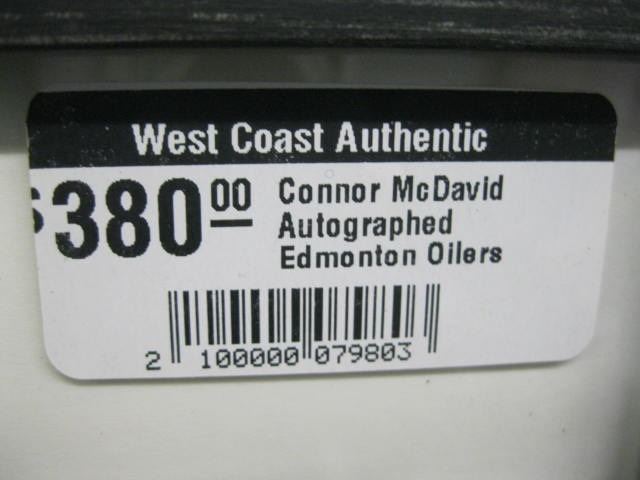 West Coast Authentic
$380.00
Connor McDavid
Autographed
Edmonton Oilers
2 100000 079803